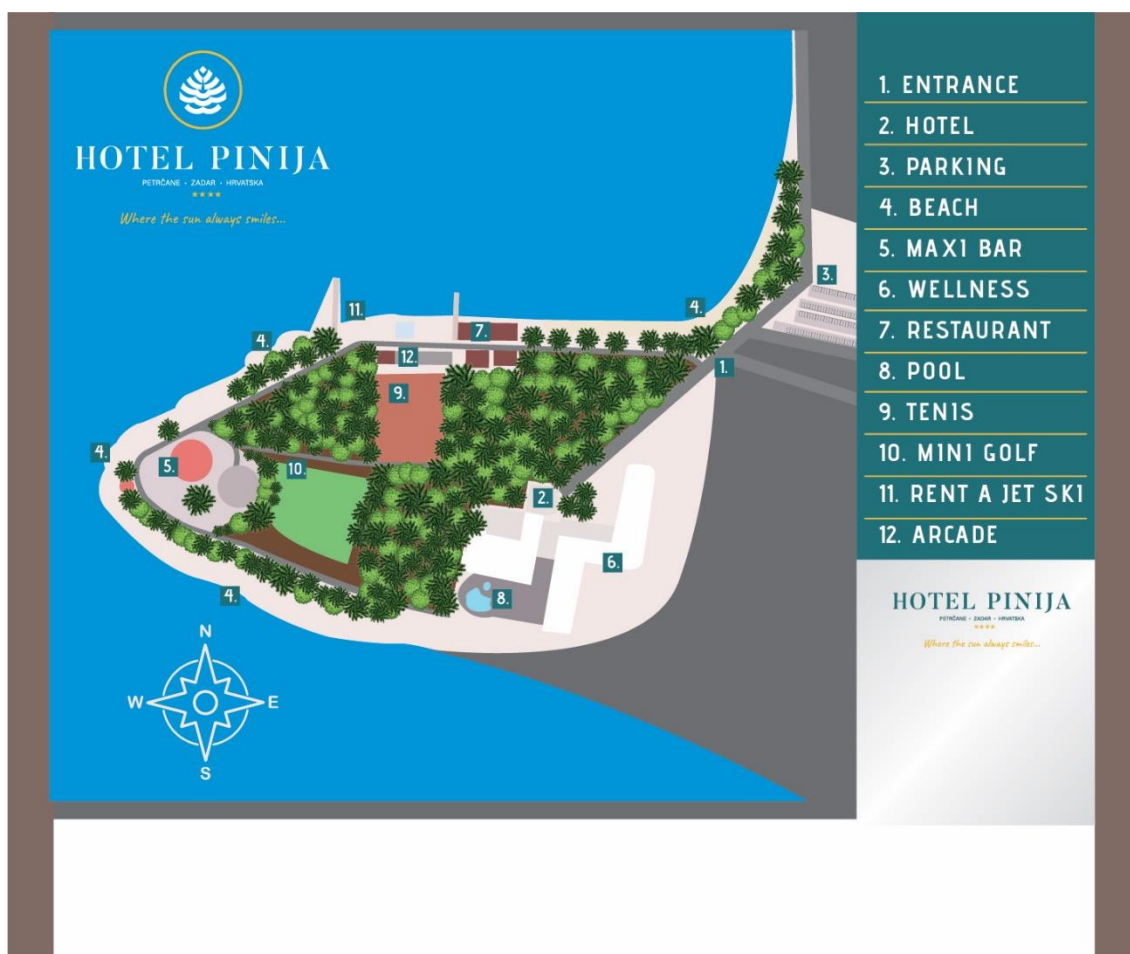 HOTEL PINIJA
PETRČANE • ZADAR • HRVATSKA
Where the sun always smiles...
11.
4.
7.
4.
3.
4.
12.
9.
1.
4.
5.
10.
2.
6.
8.
4.
N
W
E
S
1. ENTRANCE
2. HOTEL
3. PARKING
4. BEACH
5. MAXI BAR
6. WELLNESS
7. RESTAURANT
8. POOL
9. TENIS
10. MINI GOLF
11. RENT A JET SKI
12. ARCADE
HOTEL PINIJA
PETRČANE • ZADAR • HRVATSKA
Where the sun always smiles...